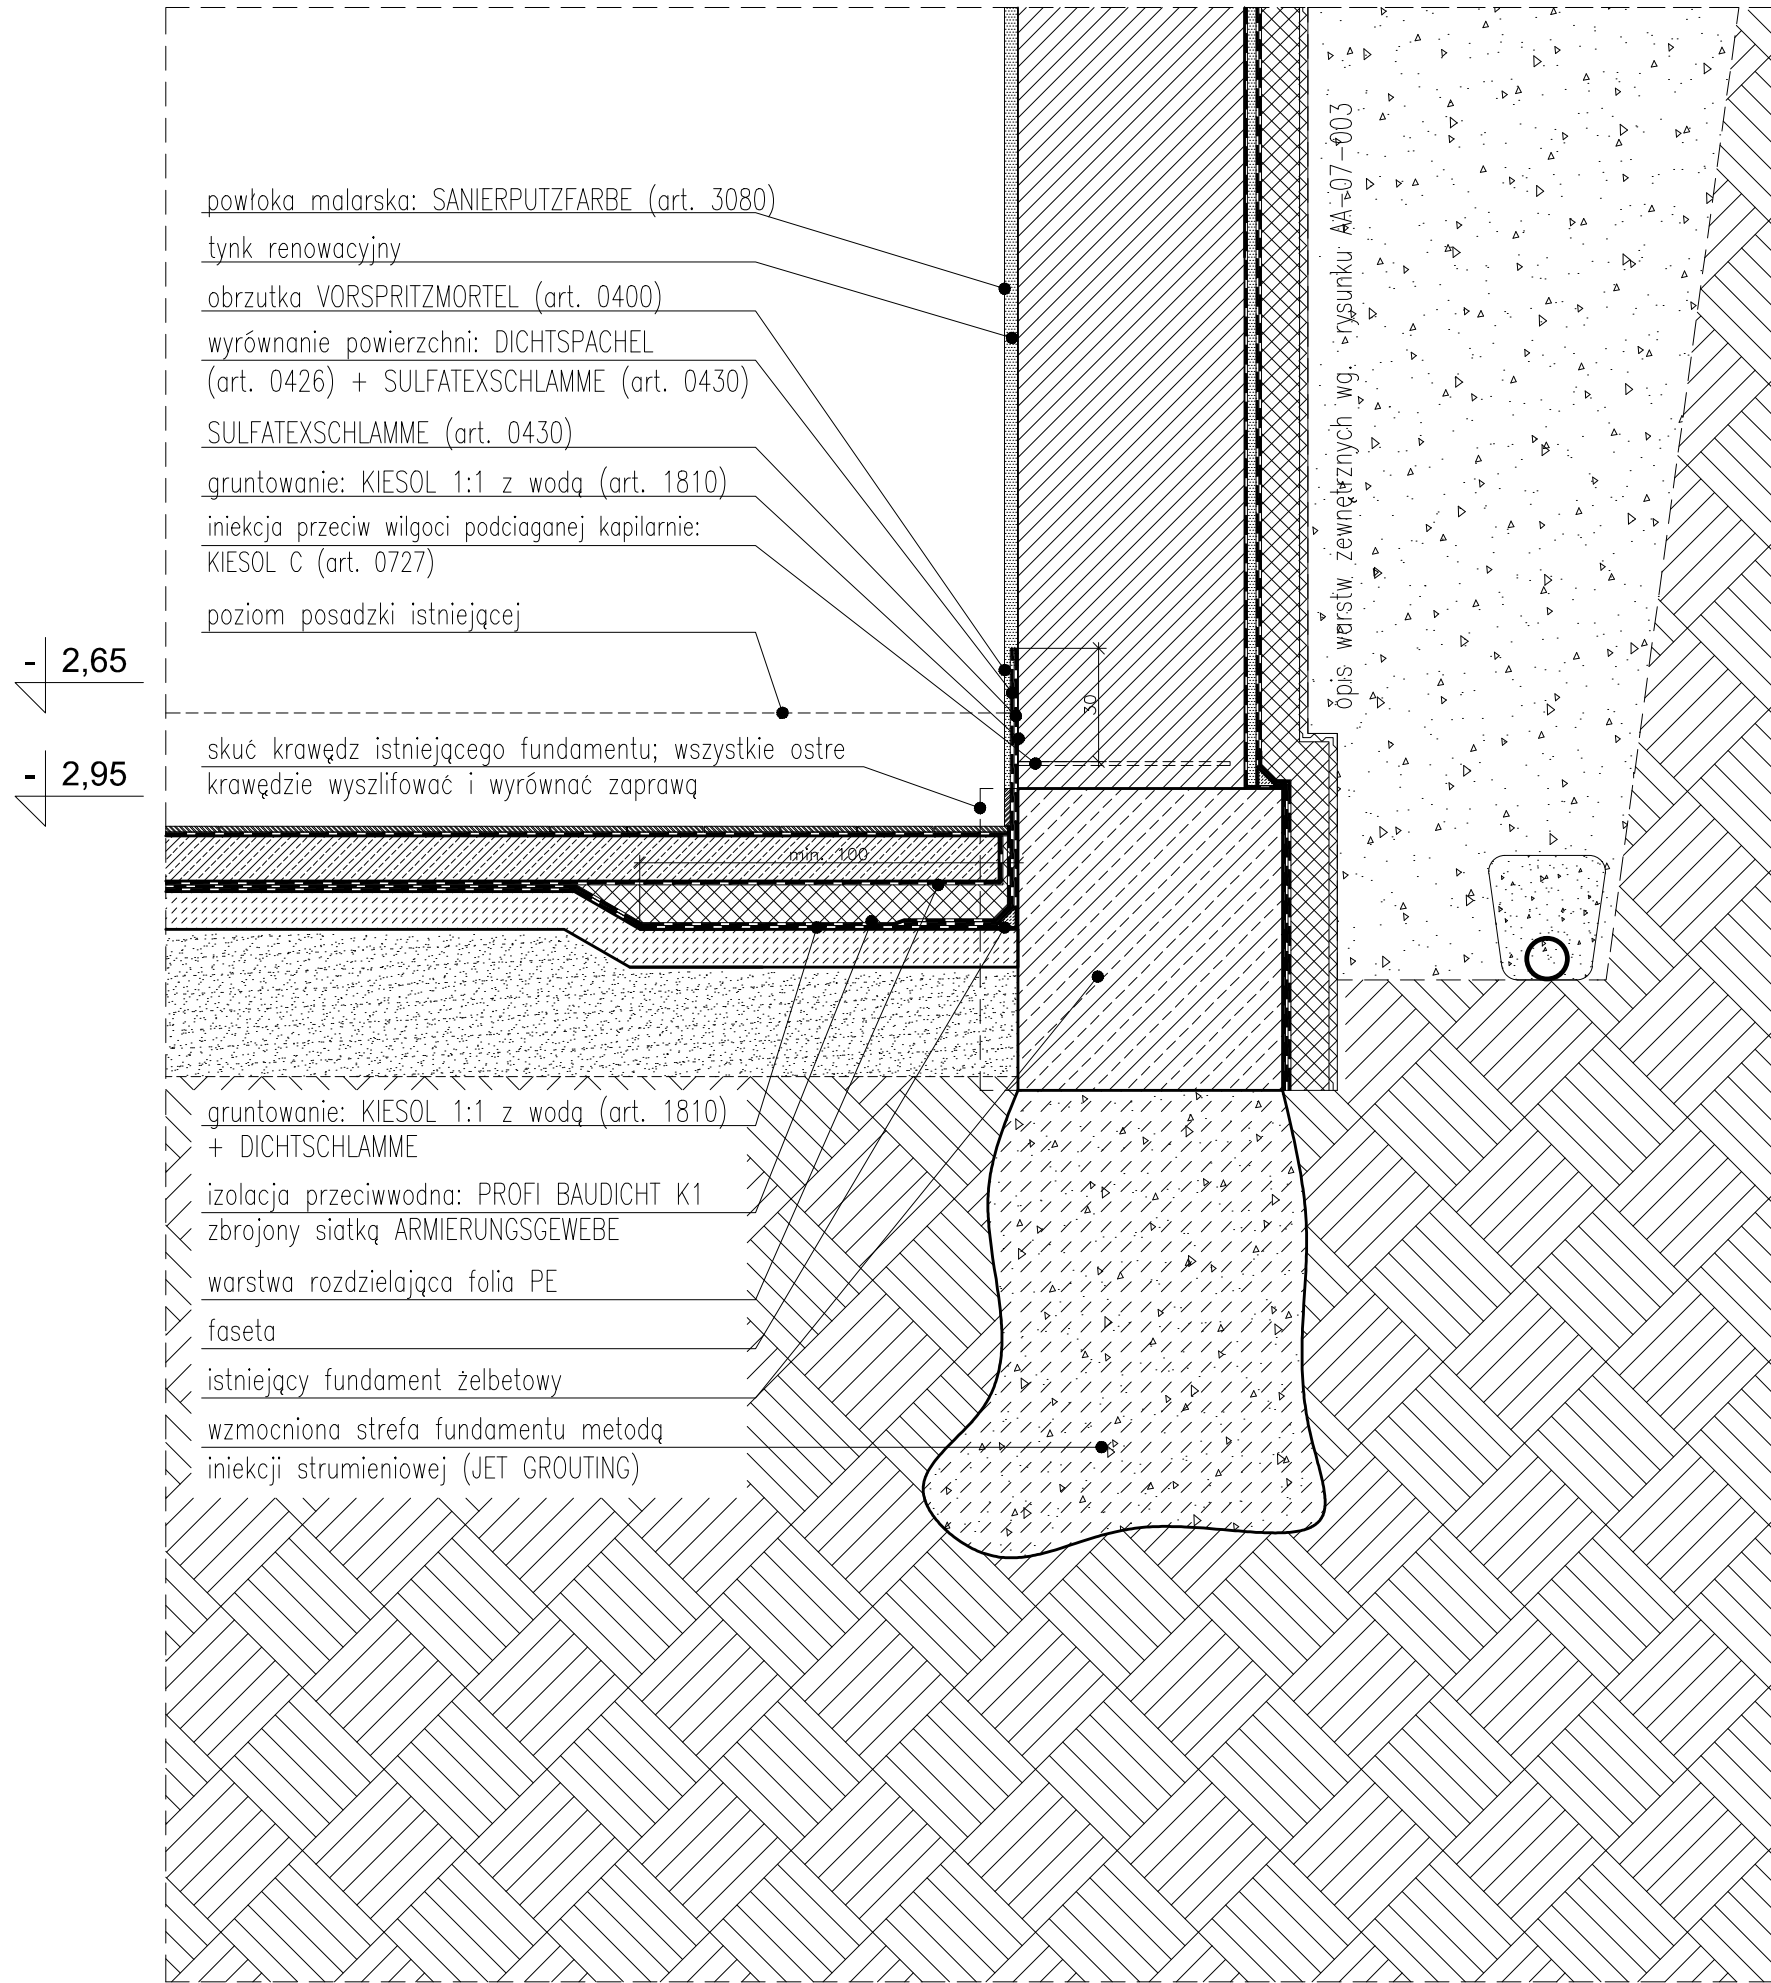 powłoka malarska: SANIERPUTZFARBE (art. 3080)
tynk renowacyjny
obrzutka VORSPRITZMORTEL (art. 0400)
wyrównanie powierzchni: DICHTSPACHEL
(art. 0426) + SULFATEXSCHLAMME (art. 0430)
SULFATEXSCHLAMME (art. 0430)
gruntowanie: KIESOL 1:1 z wodą (art. 1810)
iniekcja przeciw wilgoci podciaganej kapilarnie:
KIESOL C (art. 0727)
poziom posadzki istniejącej
- 2,65
30
skuć krawędz istniejącego fundamentu; wszystkie ostre
krawędzie wyszlifować i wyrównać zaprawą
- 2,95
min. 100
gruntowanie: KIESOL 1:1 z wodą (art. 1810)
+ DICHTSCHLAMME
izolacja przeciwwodna: PROFI BAUDICHT K1
zbrojony siatką ARMIERUNGSGEWEBE
warstwa rozdzielająca folia PE
faseta
istniejący fundament żelbetowy
wzmocniona strefa fundamentu metodą
iniekcji strumieniowej (JET GROUTING)
Opis warstw zewnętrznych wg. rysunku AA-07-003